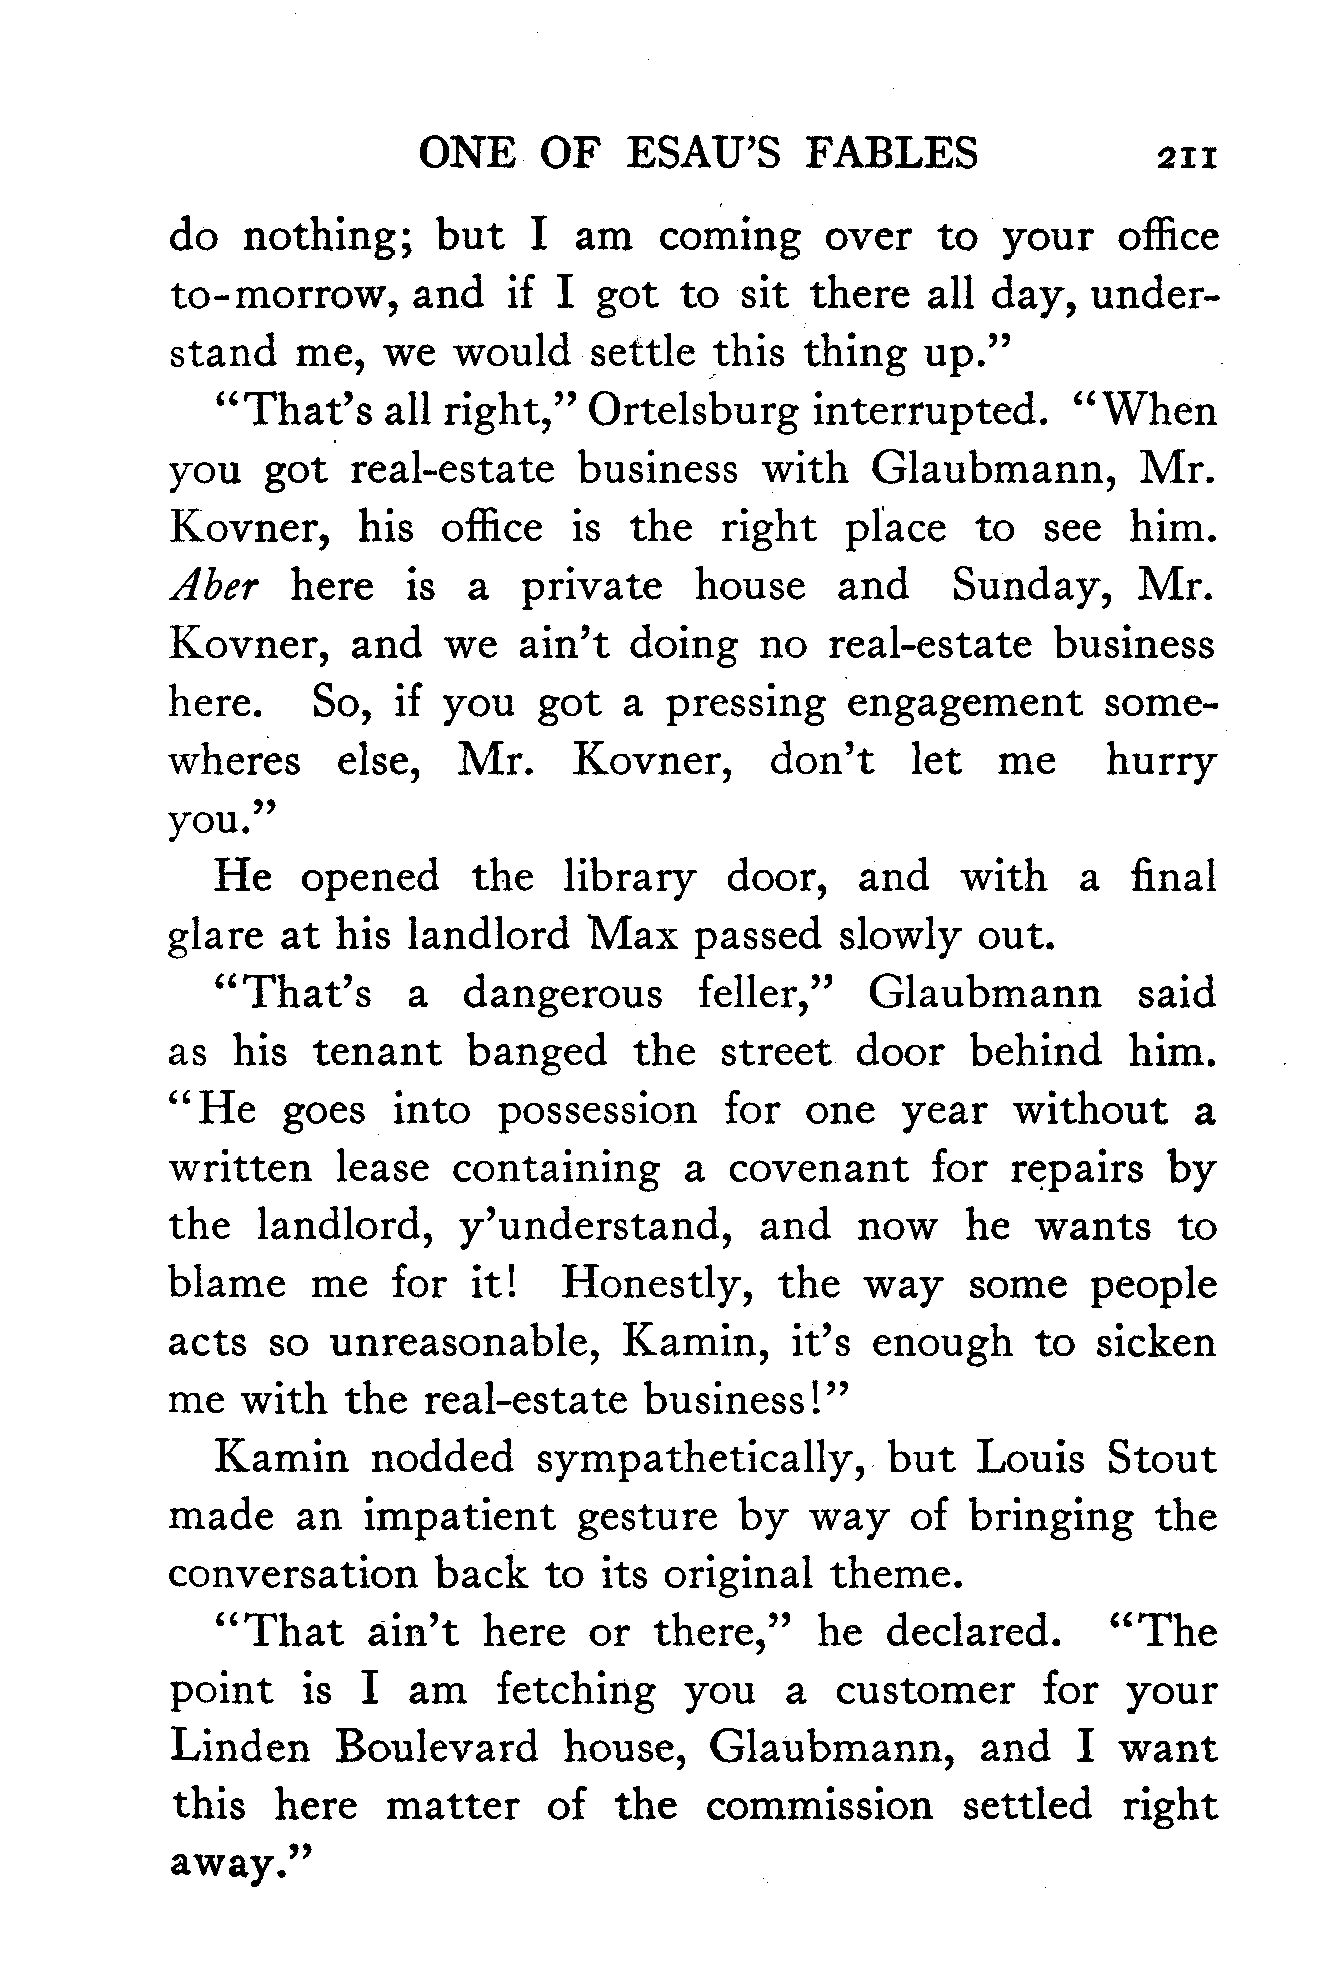 ONE OF ESAU'S FABLES 211
do nothing; but I am coming over to your office
to-morrow, and if I got to sit there all day, under-
stand me, we would settle this thing up.”
“That's all right,” Ortelsburg interrupted. “When
you got real-estate business with Glaubmann, Mr.
Kovner, his office is the right place to see him.
Aber here is a private house and Sunday, Mr.
Kovner, and we ain't doing no real-estate business
here. So, if you got a pressing engagement some-
wheres else, Mr. Kovner, don't let me hurry
you.”
He opened the library door, and with a final
glare at his landlord Max passed slowly out.
“That's a dangerous feller,” Glaubmann said
as his tenant banged the street door behind him.
“He goes into possession for one year without a
written lease containing a covenant for repairs by
the landlord, y'understand, and now he wants to
blame me for it! Honestly, the way some people
acts so unreasonable, Kamin, it's enough to sicken
me with the real-estate business!”
Kamin nodded sympathetically, but Louis Stout
made an impatient gesture by way of bringing the
conversation back to its original theme.
“That ain't here or there,” he declared. “The
point is I am fetching you a customer for your
Linden Boulevard house, Glaubmann, and I want
this here matter of the commission settled right
away.”